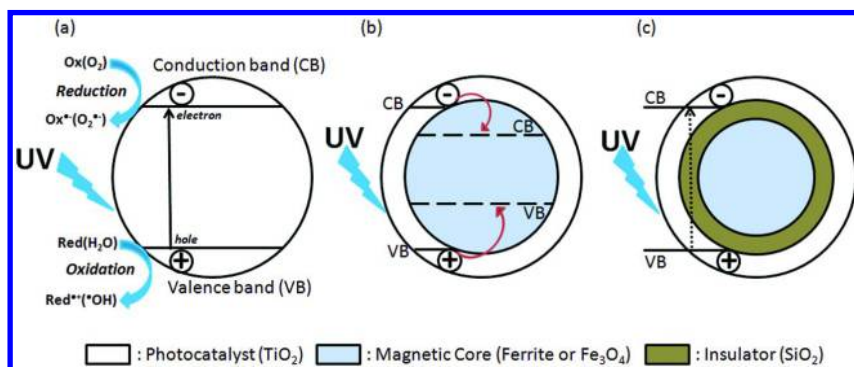 (a) (b) (c)
Ox(O₂) Conduction band (CB)
Reduction
electron
Ox•⁻(O₂•⁻)
UV
Red(H₂O) hole
Oxidation
Red•⁺(•OH) Valence band (VB)
CB
CB
UV
VB
VB
CB
UV
VB
: Photocatalyst (TiO₂) : Magnetic Core (Ferrite or Fe₃O₄) : Insulator (SiO₂)